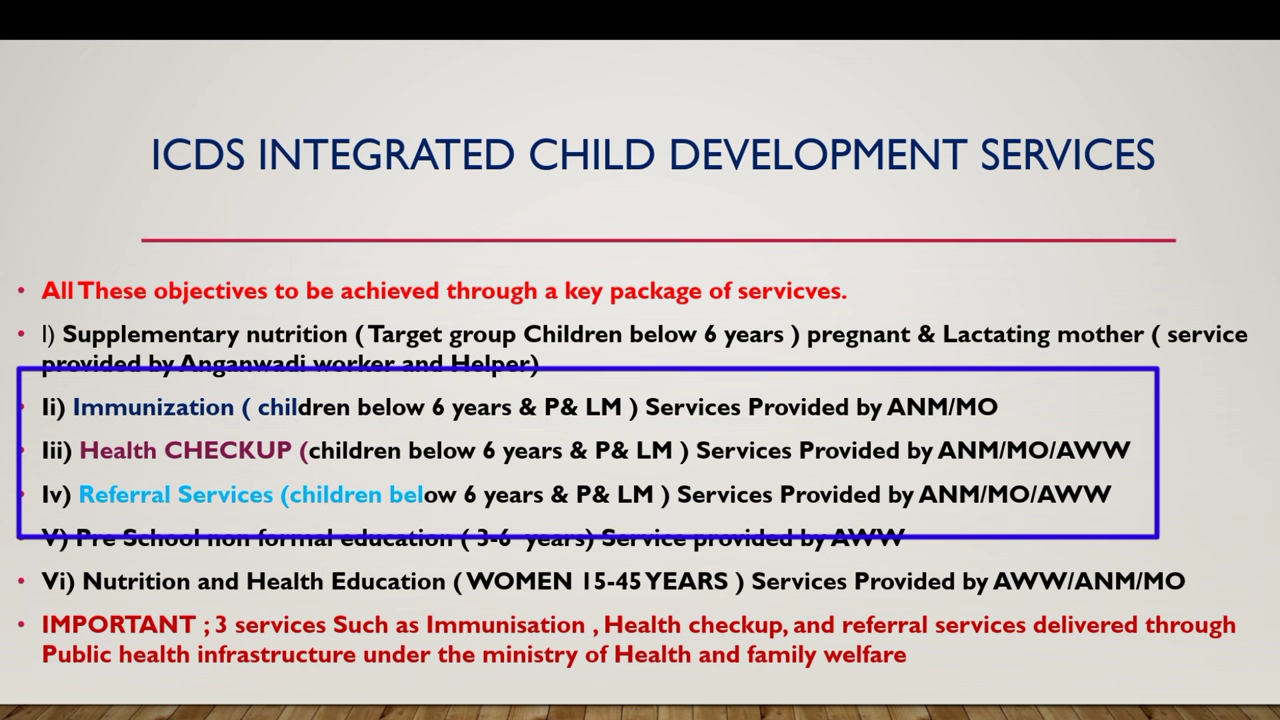 ICDS INTEGRATED CHILD DEVELOPMENT SERVICES
• All These objectives to be achieved through a key package of servicves.
• I) Supplementary nutrition ( Target group Children below 6 years ) pregnant & Lactating mother ( service
provided by Anganwadi worker and Helper)
• Ii) Immunization ( children below 6 years & P& LM ) Services Provided by ANM/MO
• Iii) Health CHECKUP (children below 6 years & P& LM ) Services Provided by ANM/MO/AWW
• Iv) Referral Services (children below 6 years & P& LM ) Services Provided by ANM/MO/AWW
• V) Pre School non formal education ( 3-6 years) Service provided by AWW
• Vi) Nutrition and Health Education ( WOMEN 15-45 YEARS ) Services Provided by AWW/ANM/MO
• IMPORTANT ; 3 services Such as Immunisation , Health checkup, and referral services delivered through
Public health infrastructure under the ministry of Health and family welfare